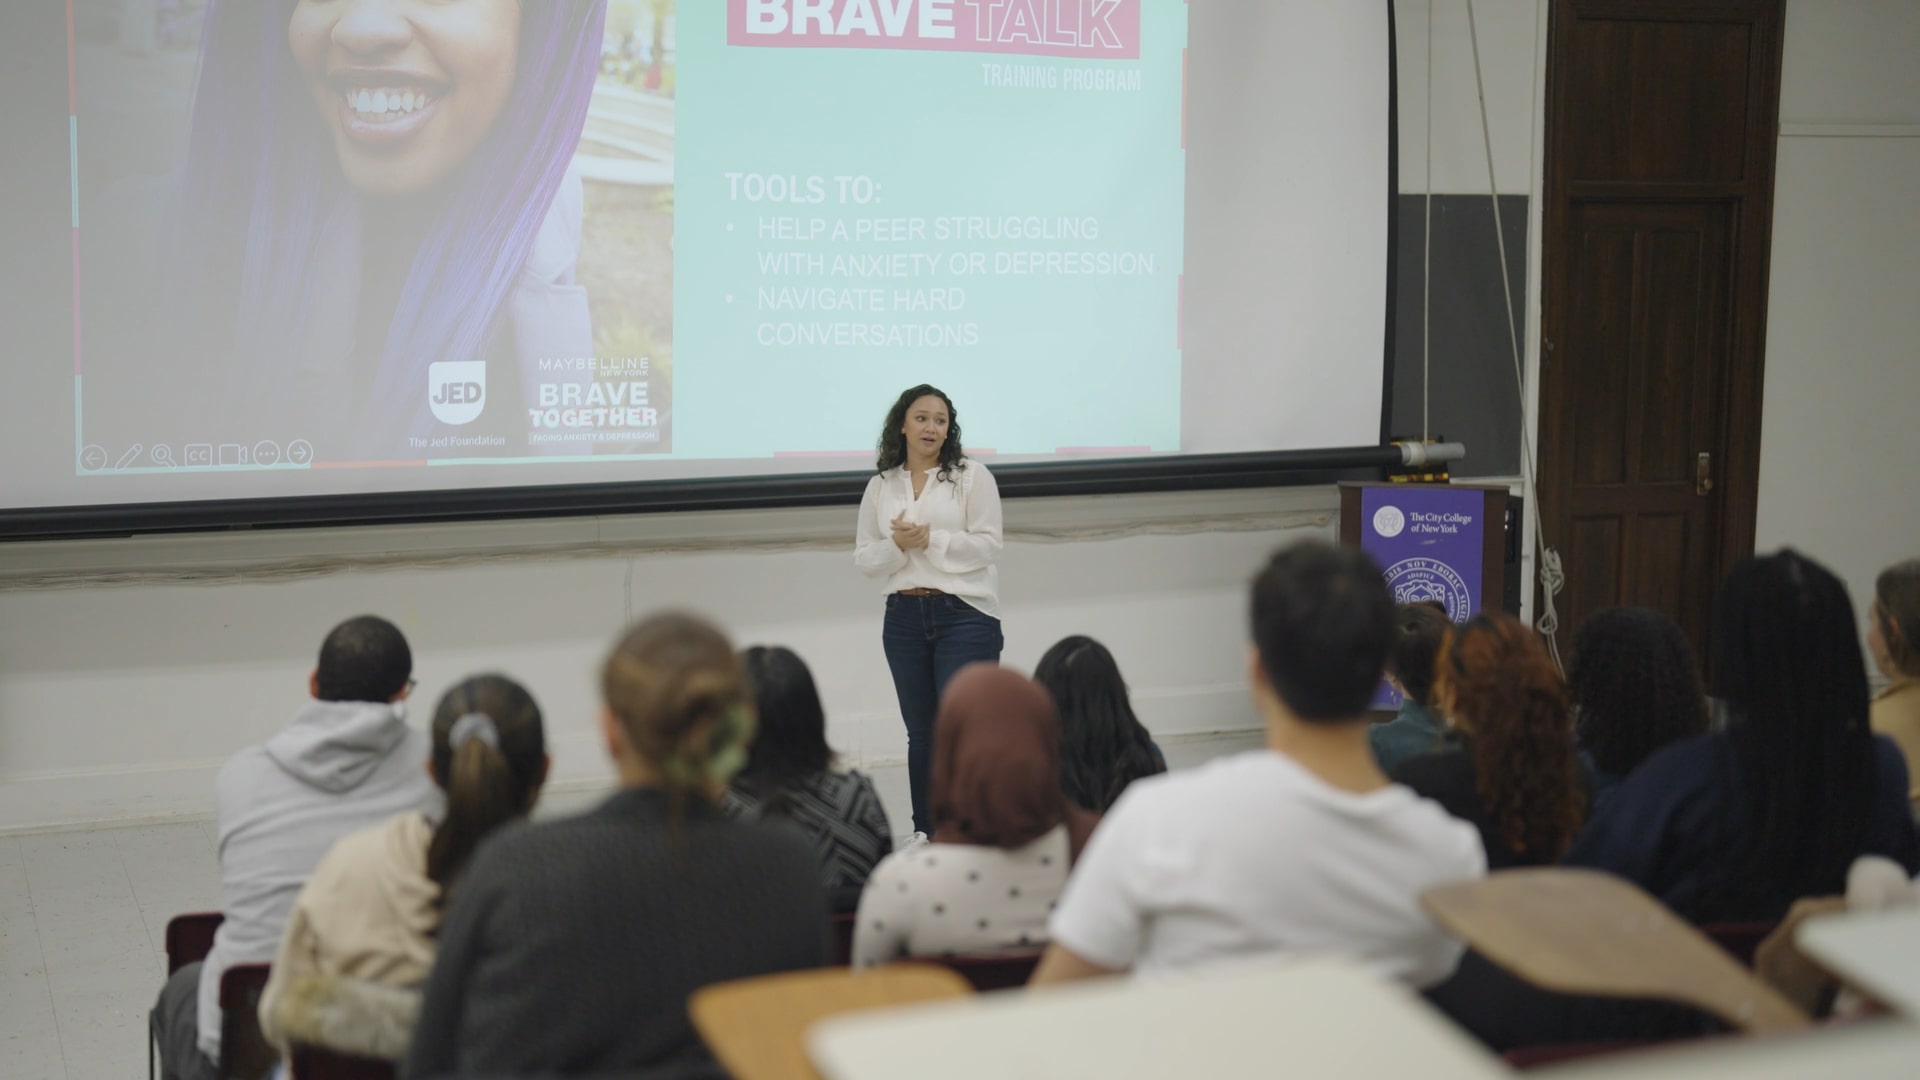 BRAVE TALK
TRAINING PROGRAM
TOOLS TO:
• HELP A PEER STRUGGLING
WITH ANXIETY OR DEPRESSION
• NAVIGATE HARD
CONVERSATIONS
JED
The Jed Foundation
MAYBELLINE
NEW YORK
BRAVE
TOGETHER
FACING ANXIETY & DEPRESSION
CC
The City College
of New York